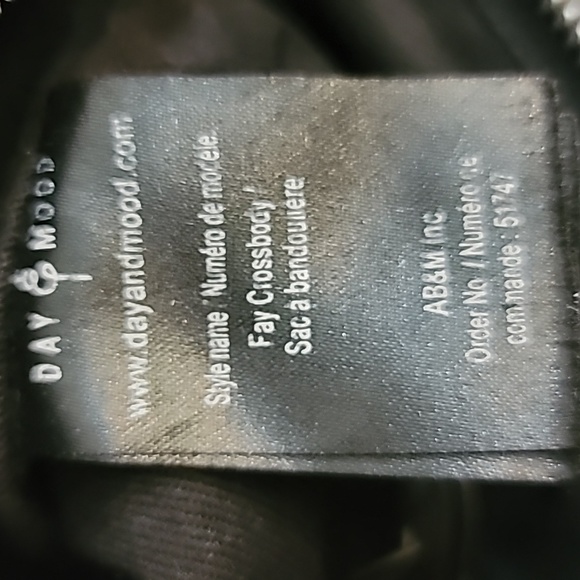 DAY & MOOD
www.dayandmood.com
Style name / Numéro de modèle
Fay Crossbody /
Sac à bandoulière
AB&M Inc.
Order No / Numéro de
commande : 51747